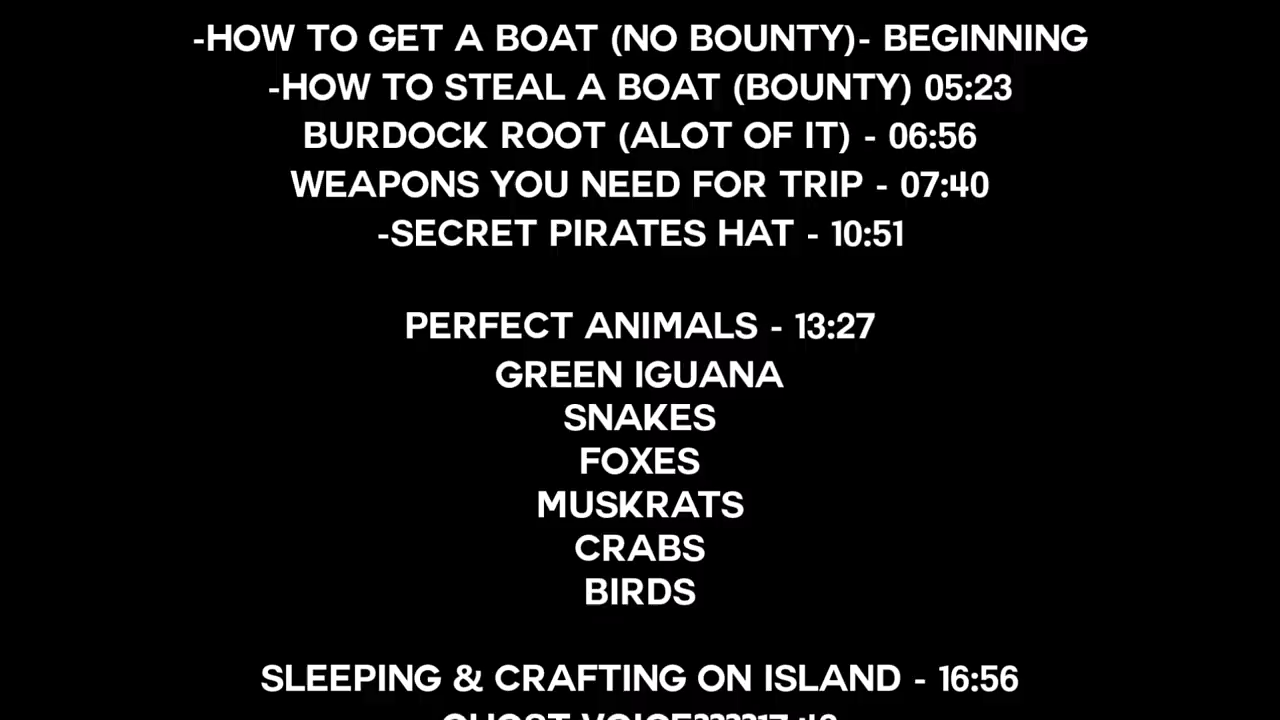 -HOW TO GET A BOAT (NO BOUNTY)- BEGINNING
-HOW TO STEAL A BOAT (BOUNTY) 05:23
BURDOCK ROOT (ALOT OF IT) - 06:56
WEAPONS YOU NEED FOR TRIP - 07:40
-SECRET PIRATES HAT - 10:51
PERFECT ANIMALS - 13:27
GREEN IGUANA
SNAKES
FOXES
MUSKRATS
CRABS
BIRDS
SLEEPING & CRAFTING ON ISLAND - 16:56
GHOST VOICE????